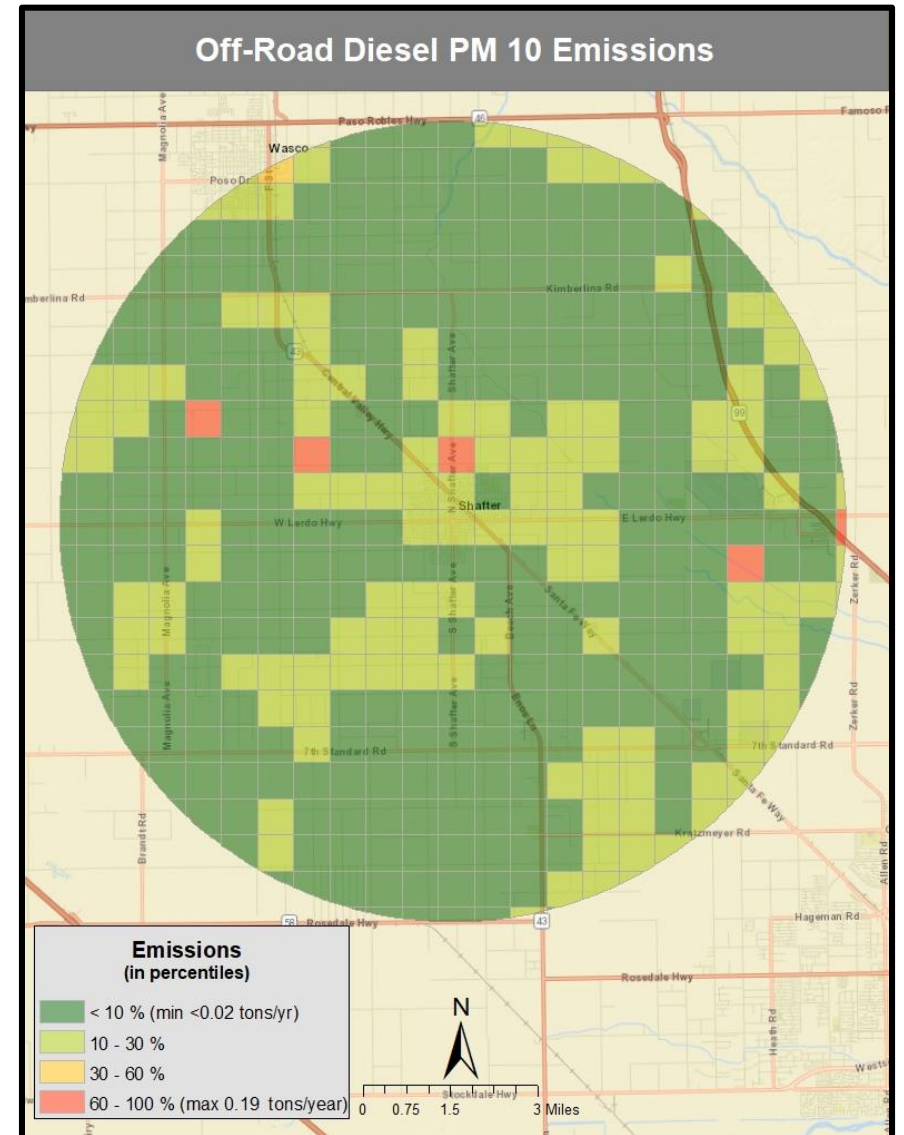 Off-Road Diesel PM 10 Emissions
Magnolia Ave
Paso Robles Hwy
46
Famoso
Wasco
Poso Dr
F St
Kimberlina Rd
43
Central Valley Hwy
Shafter Ave
99
N Shafter Ave
Shafter
W Lerdo Hwy
E Lerdo Hwy
Magnolia Ave
S Shafter Ave
Beech Ave
Santa Fe Way
Zerker Rd
Magnolia Ave
S Shafter Ave
Enos Ln
Zerker Rd
7th Standard Rd
7th Standard Rd
Santa Fe Way
Brandt Rd
Kratzmeyer Rd
Allen Rd
58
Rosedale Hwy
43
Hageman Rd
Rosedale Hwy
Heath Rd
Stockdale Hwy
Emissions
(in percentiles)
< 10 % (min <0.02 tons/yr)
10 - 30 %
30 - 60 %
60 - 100 % (max 0.19 tons/year)
N
0 0.75 1.5 3 Miles